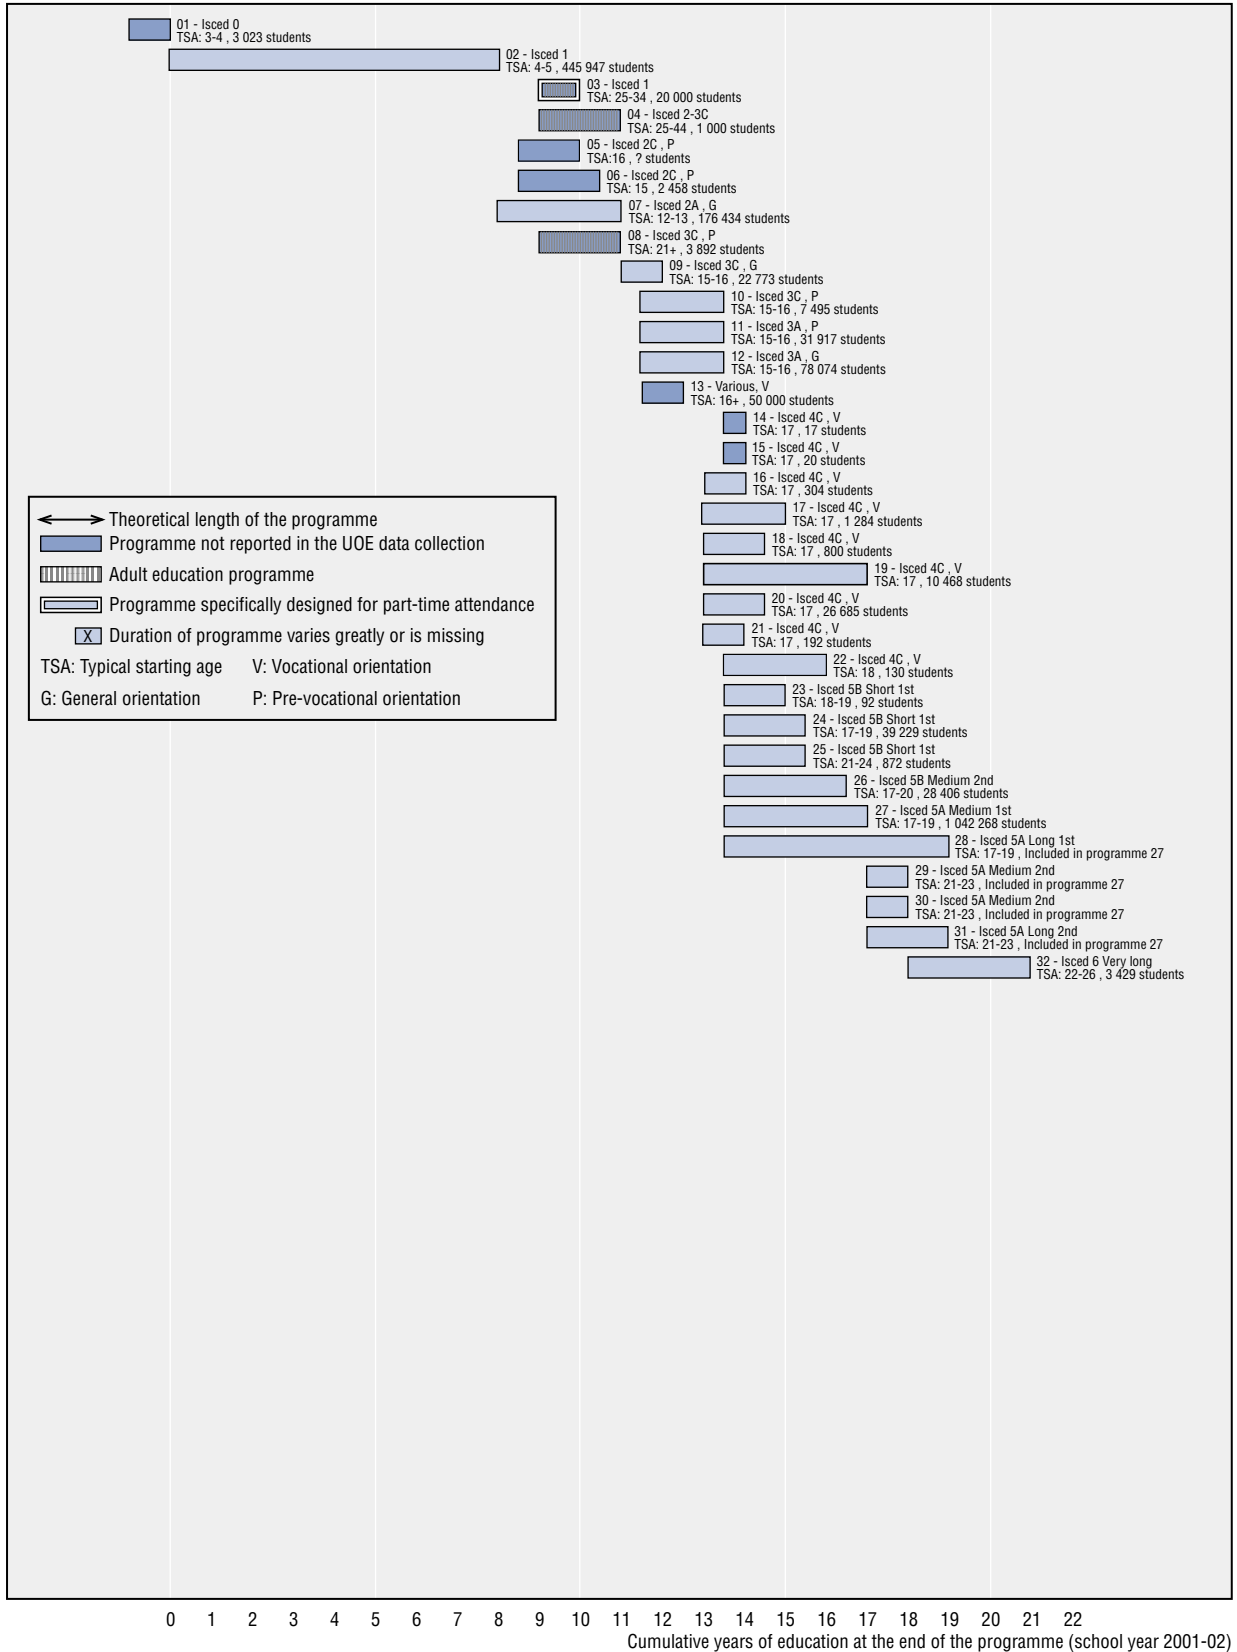 01 - Isced 0
TSA: 3-4 , 3 023 students
02 - Isced 1
TSA: 4-5 , 445 947 students
03 - Isced 1
TSA: 25-34 , 20 000 students
04 - Isced 2-3C
TSA: 25-44 , 1 000 students
05 - Isced 2C , P
TSA:16 , ? students
06 - Isced 2C , P
TSA: 15 , 2 458 students
07 - Isced 2A , G
TSA: 12-13 , 176 434 students
08 - Isced 3C , P
TSA: 21+ , 3 892 students
09 - Isced 3C , G
TSA: 15-16 , 22 773 students
10 - Isced 3C , P
TSA: 15-16 , 7 495 students
11 - Isced 3A , P
TSA: 15-16 , 31 917 students
12 - Isced 3A , G
TSA: 15-16 , 78 074 students
13 - Various, V
TSA: 16+ , 50 000 students
14 - Isced 4C , V
TSA: 17 , 17 students
15 - Isced 4C , V
TSA: 17 , 20 students
16 - Isced 4C , V
TSA: 17 , 304 students
17 - Isced 4C , V
TSA: 17 , 1 284 students
18 - Isced 4C , V
TSA: 17 , 800 students
19 - Isced 4C , V
TSA: 17 , 10 468 students
20 - Isced 4C , V
TSA: 17 , 26 685 students
21 - Isced 4C , V
TSA: 17 , 192 students
22 - Isced 4C , V
TSA: 18 , 130 students
23 - Isced 5B Short 1st
TSA: 18-19 , 92 students
24 - Isced 5B Short 1st
TSA: 17-19 , 39 229 students
25 - Isced 5B Short 1st
TSA: 21-24 , 872 students
26 - Isced 5B Medium 2nd
TSA: 17-20 , 28 406 students
27 - Isced 5A Medium 1st
TSA: 17-19 , 1 042 268 students
28 - Isced 5A Long 1st
TSA: 17-19 , Included in programme 27
29 - Isced 5A Medium 2nd
TSA: 21-23 , Included in programme 27
30 - Isced 5A Medium 2nd
TSA: 21-23 , Included in programme 27
31 - Isced 5A Long 2nd
TSA: 21-23 , Included in programme 27
32 - Isced 6 Very long
TSA: 22-26 , 3 429 students
Theoretical length of the programme
Programme not reported in the UOE data collection
Adult education programme
Programme specifically designed for part-time attendance
X Duration of programme varies greatly or is missing
TSA: Typical starting age V: Vocational orientation
G: General orientation P: Pre-vocational orientation
0 1 2 3 4 5 6 7 8 9 10 11 12 13 14 15 16 17 18 19 20 21 22
Cumulative years of education at the end of the programme (school year 2001-02)